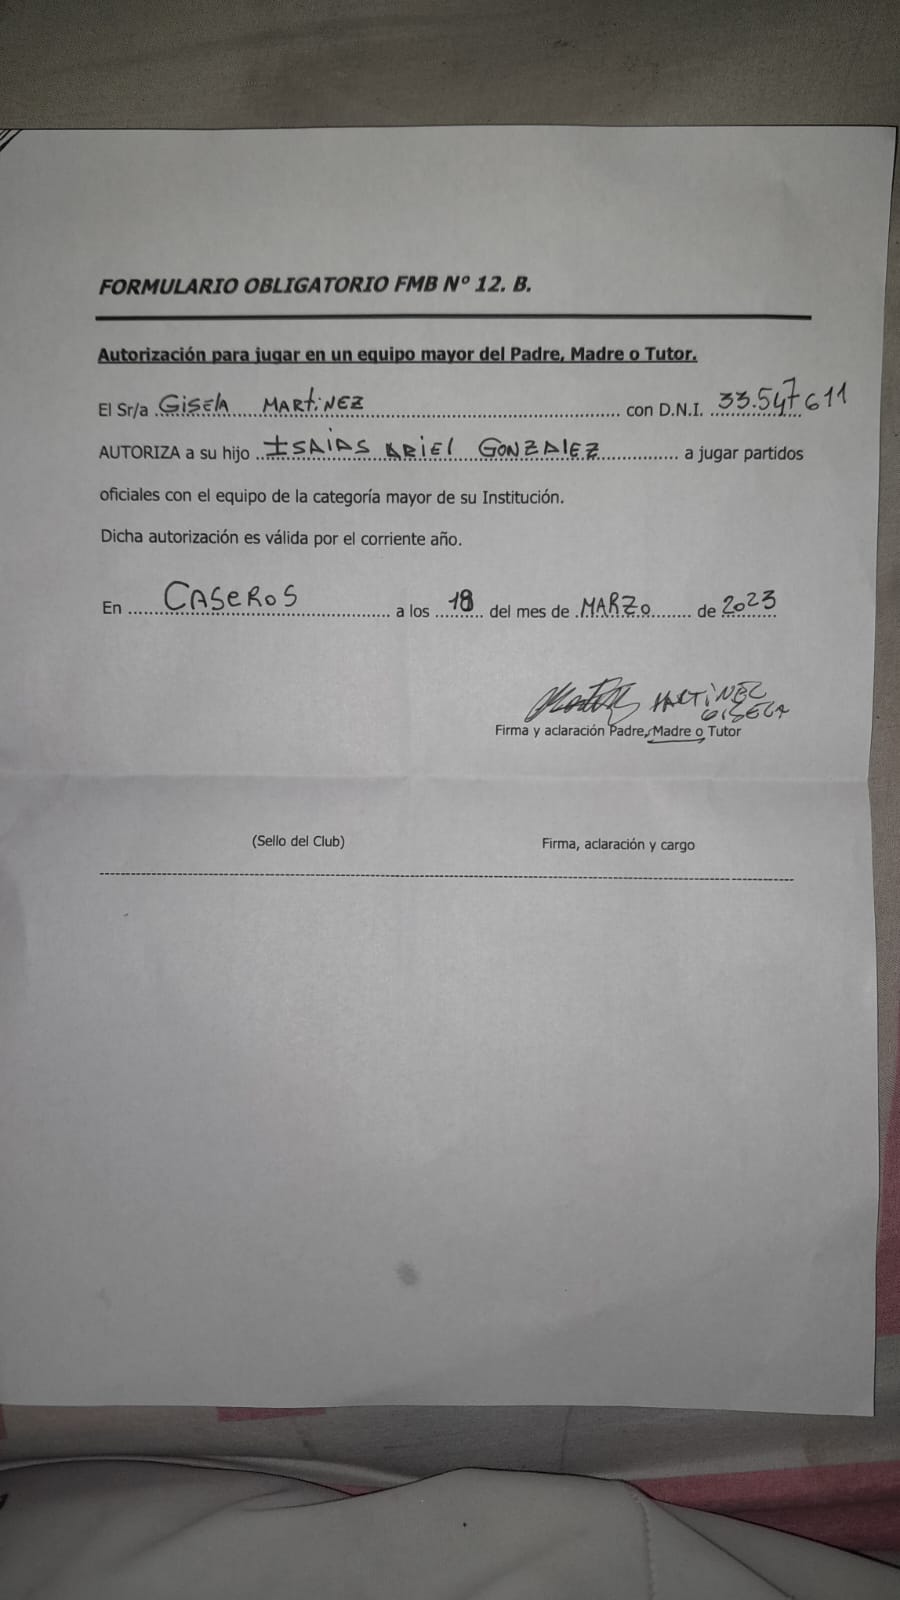 FORMULARIO OBLIGATORIO FMB Nº 12. B.
Autorización para jugar en un equipo mayor del Padre, Madre o Tutor.
El Sr/a Gisela Martinez con D.N.I. 33.547611
AUTORIZA a su hijo ISAIAS ARIEL GONZALEZ a jugar partidos
oficiales con el equipo de la categoría mayor de su Institución.
Dicha autorización es válida por el corriente año.
En CASEROS a los 18 del mes de MARZO de 2023
MARTINEZ
GISELA
Firma y aclaración Padre, Madre o Tutor
(Sello del Club) Firma, aclaración y cargo